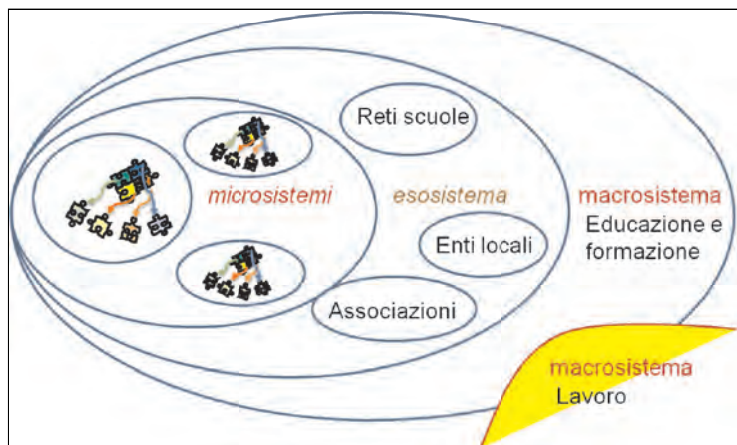 Reti scuole
microsistemi
esosistema
macrosistema
Educazione e
formazione
Enti locali
Associazioni
macrosistema
Lavoro